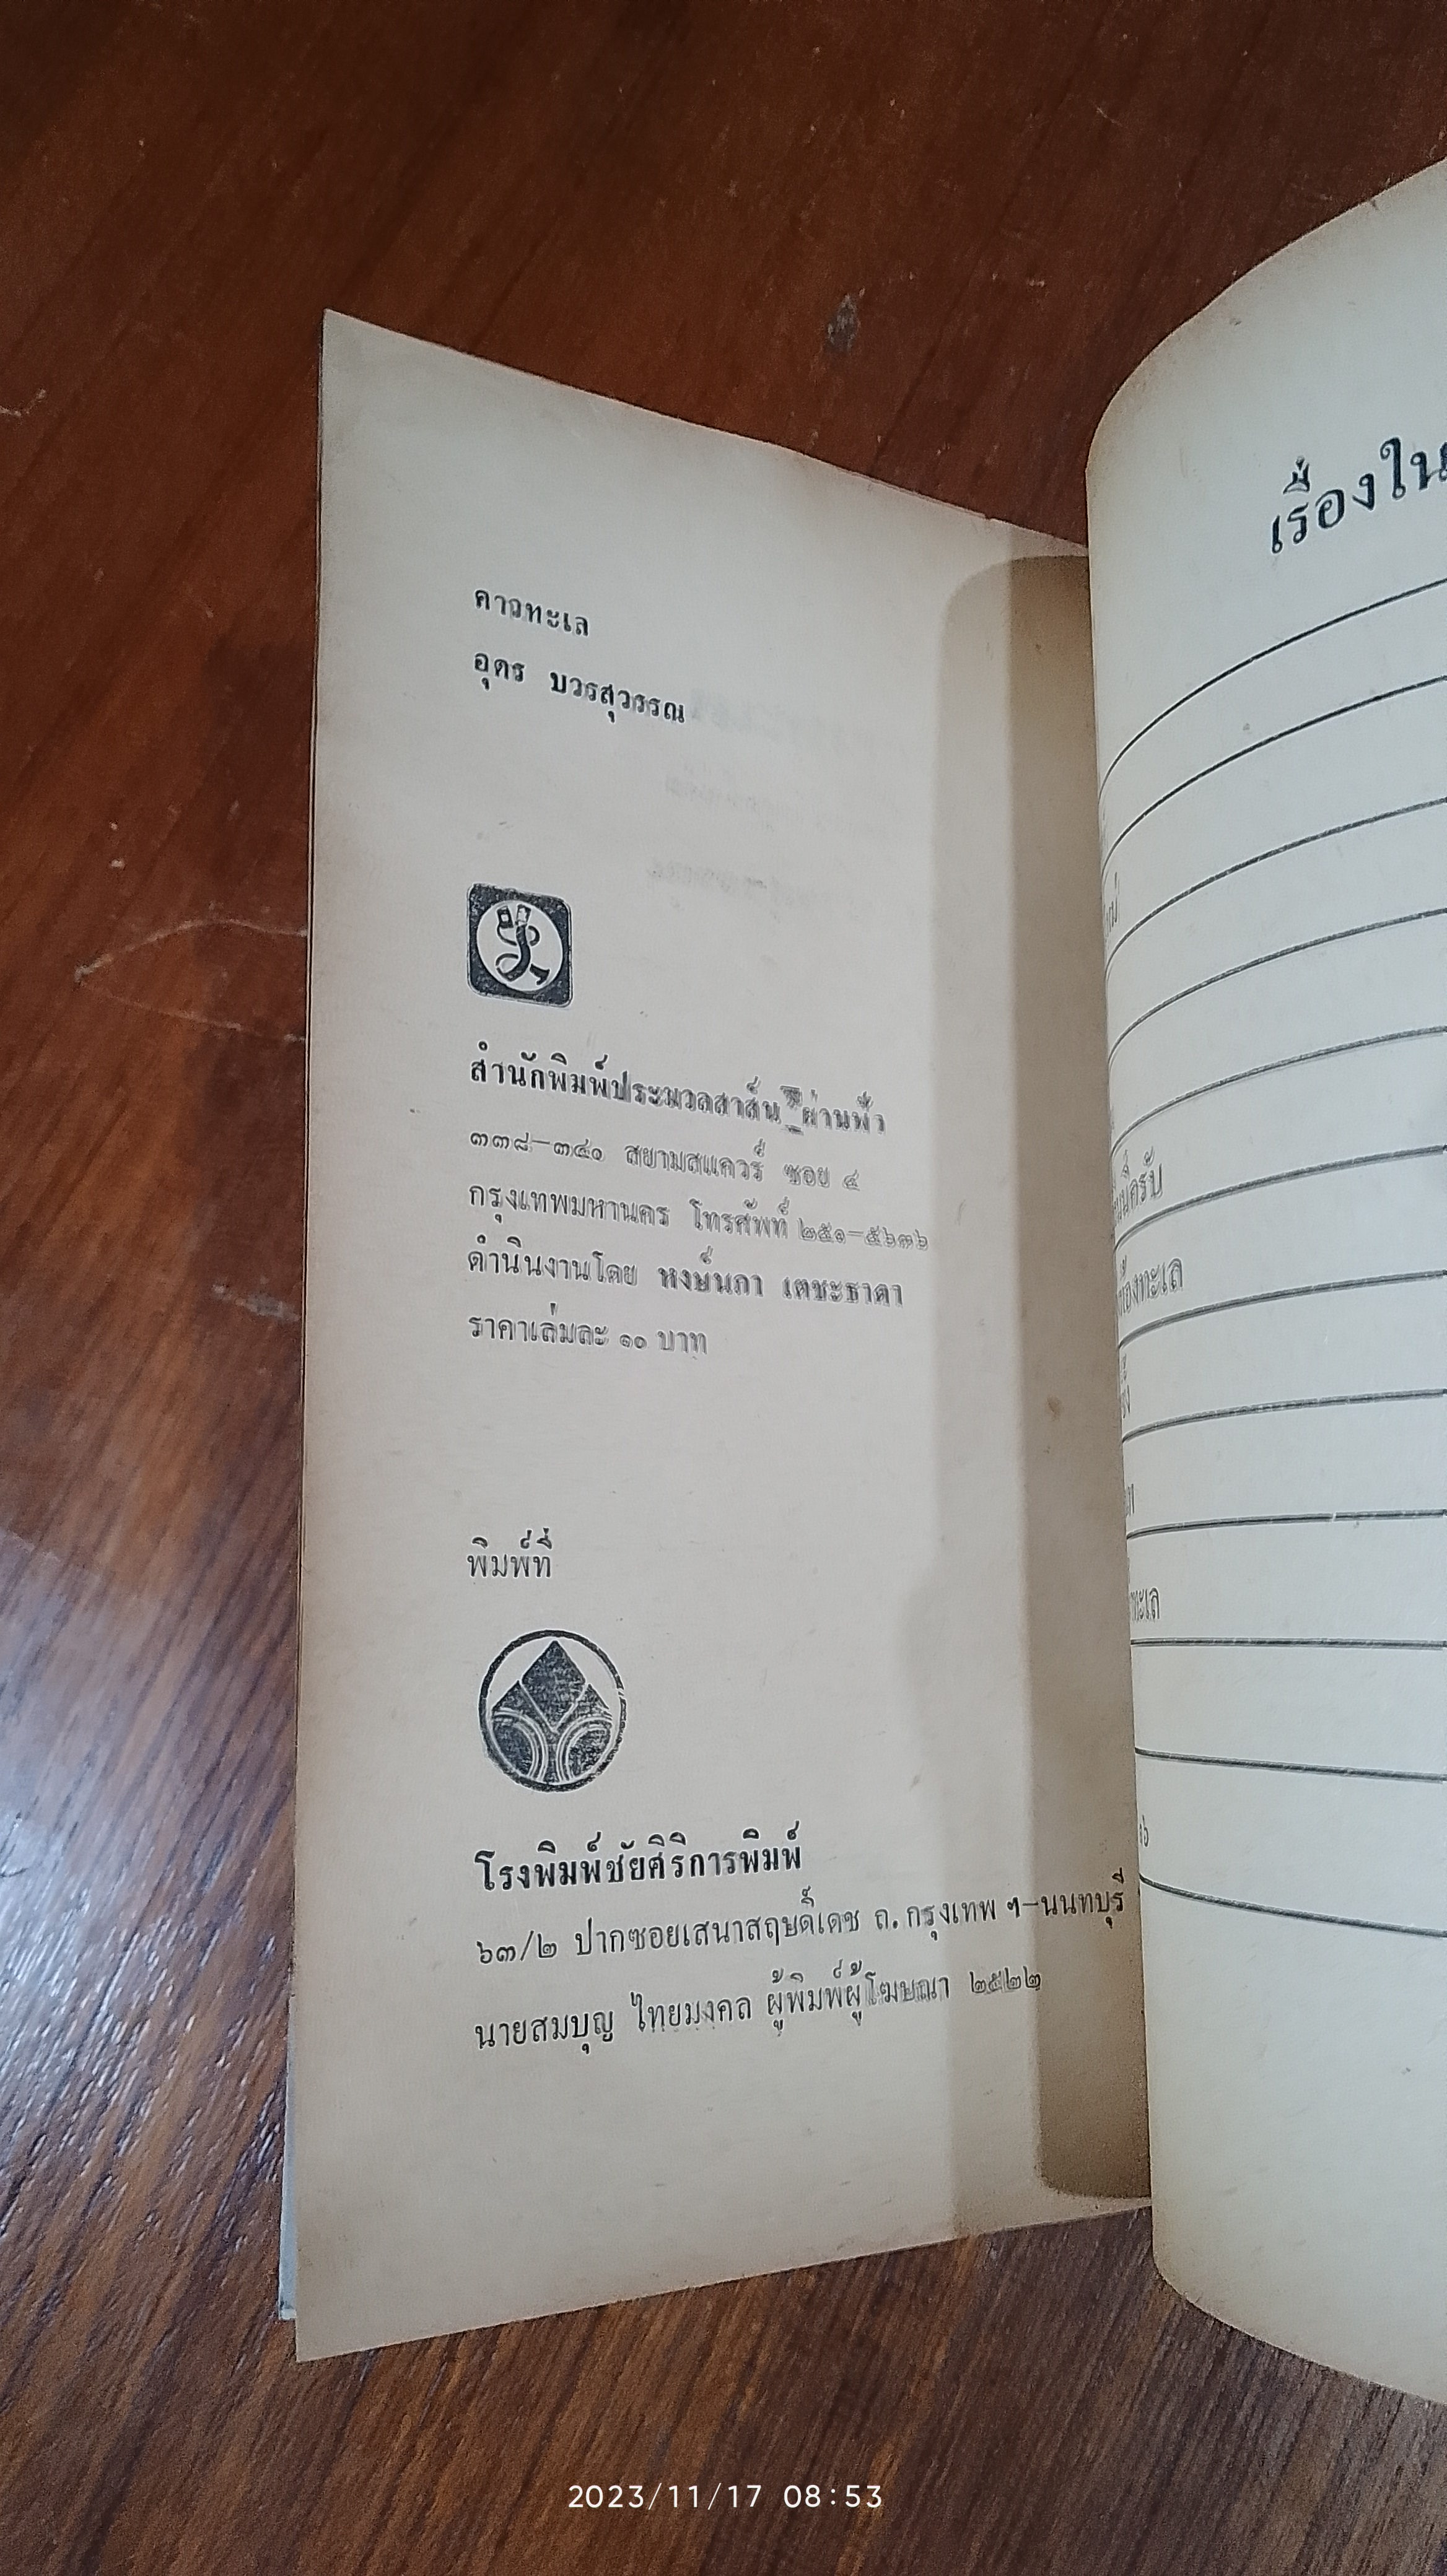 คาวทะเล
อุดร บวรสุวรรณ
สำนักพิมพ์ประมวลสาส์น ผ่านฟ้า
๓๓๘-๓๔๐ สยามสแควร์ ซอย ๔
กรุงเทพมหานคร โทรศัพท์ ๒๕๑-๕๖๓๖
ดำเนินงานโดย หงษ์นภา เตชะธาดา
ราคาเล่มละ ๑๐ บาท
พิมพ์ที่
โรงพิมพ์ชัยศิริการพิมพ์
๖๓/๒ ปากซอยเสนาสฤษดิ์เดช ถ.กรุงเทพ ฯ-นนทบุรี
นายสมบุญ ไทยมงคล ผู้พิมพ์ผู้โฆษณา ๒๕๒๒
เรื่องใน
ทะเล
2023/11/17 08:53